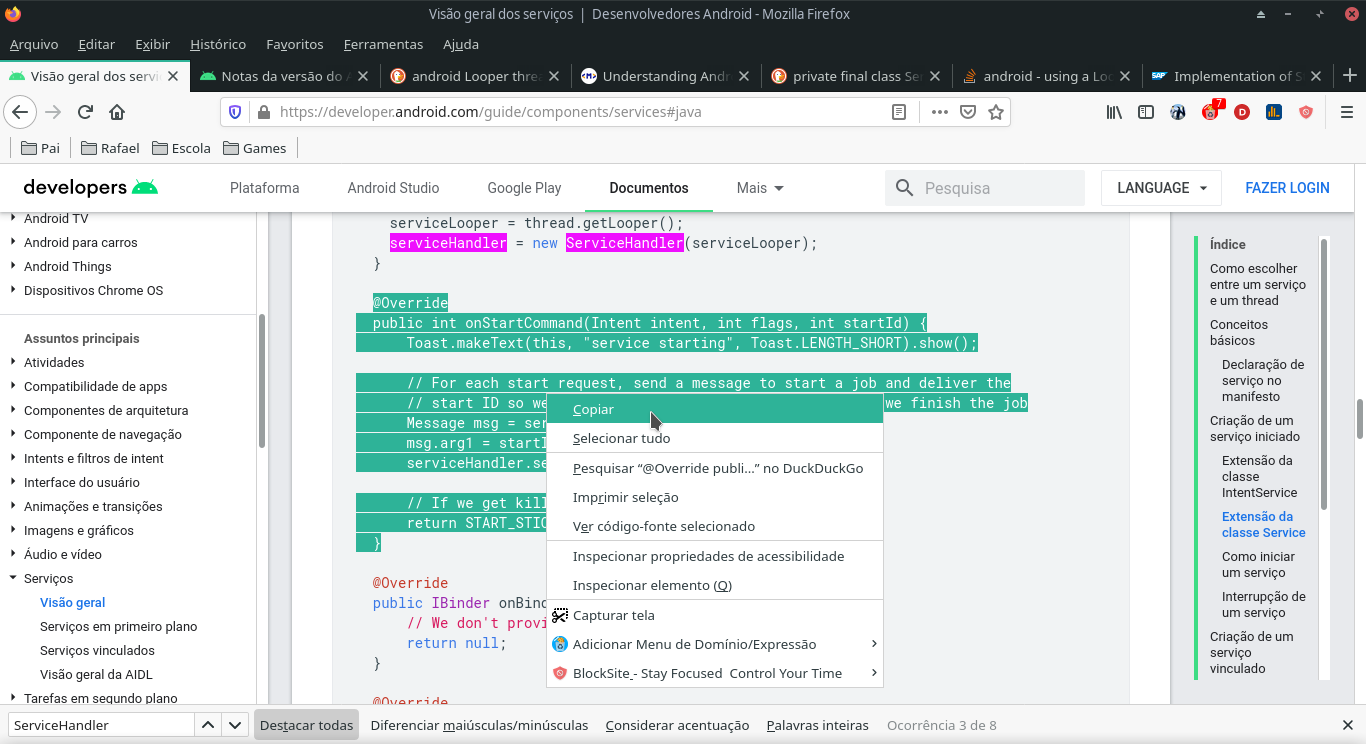 Visão geral dos serviços | Desenvolvedores Android - Mozilla Firefox
Arquivo Editar Exibir Histórico Favoritos Ferramentas Ajuda
Visão geral dos servi
Notas da versão do
android Looper thre
Understanding Andr
private final class Se
android - using a Loo
Implementation of S
https://developer.android.com/guide/components/services#java
7
Pai Rafael Escola Games
developers Plataforma Android Studio Google Play Documentos Mais Pesquisa LANGUAGE FAZER LOGIN
Android TV
Android para carros
Android Things
Dispositivos Chrome OS
Assuntos principais
Atividades
Compatibilidade de apps
Componentes de arquitetura
Componente de navegação
Intents e filtros de intent
Interface do usuário
Animações e transições
Imagens e gráficos
Áudio e vídeo
Serviços
Visão geral
Serviços em primeiro plano
Serviços vinculados
Visão geral da AIDL
Tarefas em segundo plano
serviceLooper = thread.getLooper();
serviceHandler = new ServiceHandler(serviceLooper);
}
@Override
public int onStartCommand(Intent intent, int flags, int startId) {
Toast.makeText(this, "service starting", Toast.LENGTH_SHORT).show();
// For each start request, send a message to start a job and deliver the
// start ID so we
we finish the job
Message msg = ser
msg.arg1 = startI
serviceHandler.se
// If we get kill
return START_STIC
}
@Override
public IBinder onBind
// We don't provi
return null;
}
@Override
Copiar
Selecionar tudo
Pesquisar “@Override publi...” no DuckDuckGo
Imprimir seleção
Ver código-fonte selecionado
Inspecionar propriedades de acessibilidade
Inspecionar elemento (Q)
Capturar tela
Adicionar Menu de Domínio/Expressão
BlockSite - Stay Focused Control Your Time
Índice
Como escolher
entre um serviço
e um thread
Conceitos
básicos
Declaração de
serviço no
manifesto
Criação de um
serviço iniciado
Extensão da
classe
IntentService
Extensão da
classe Service
Como iniciar
um serviço
Interrupção de
um serviço
Criação de um
serviço
vinculado
ServiceHandler Destacar todas Diferenciar maiúsculas/minúsculas Considerar acentuação Palavras inteiras Ocorrência 3 de 8